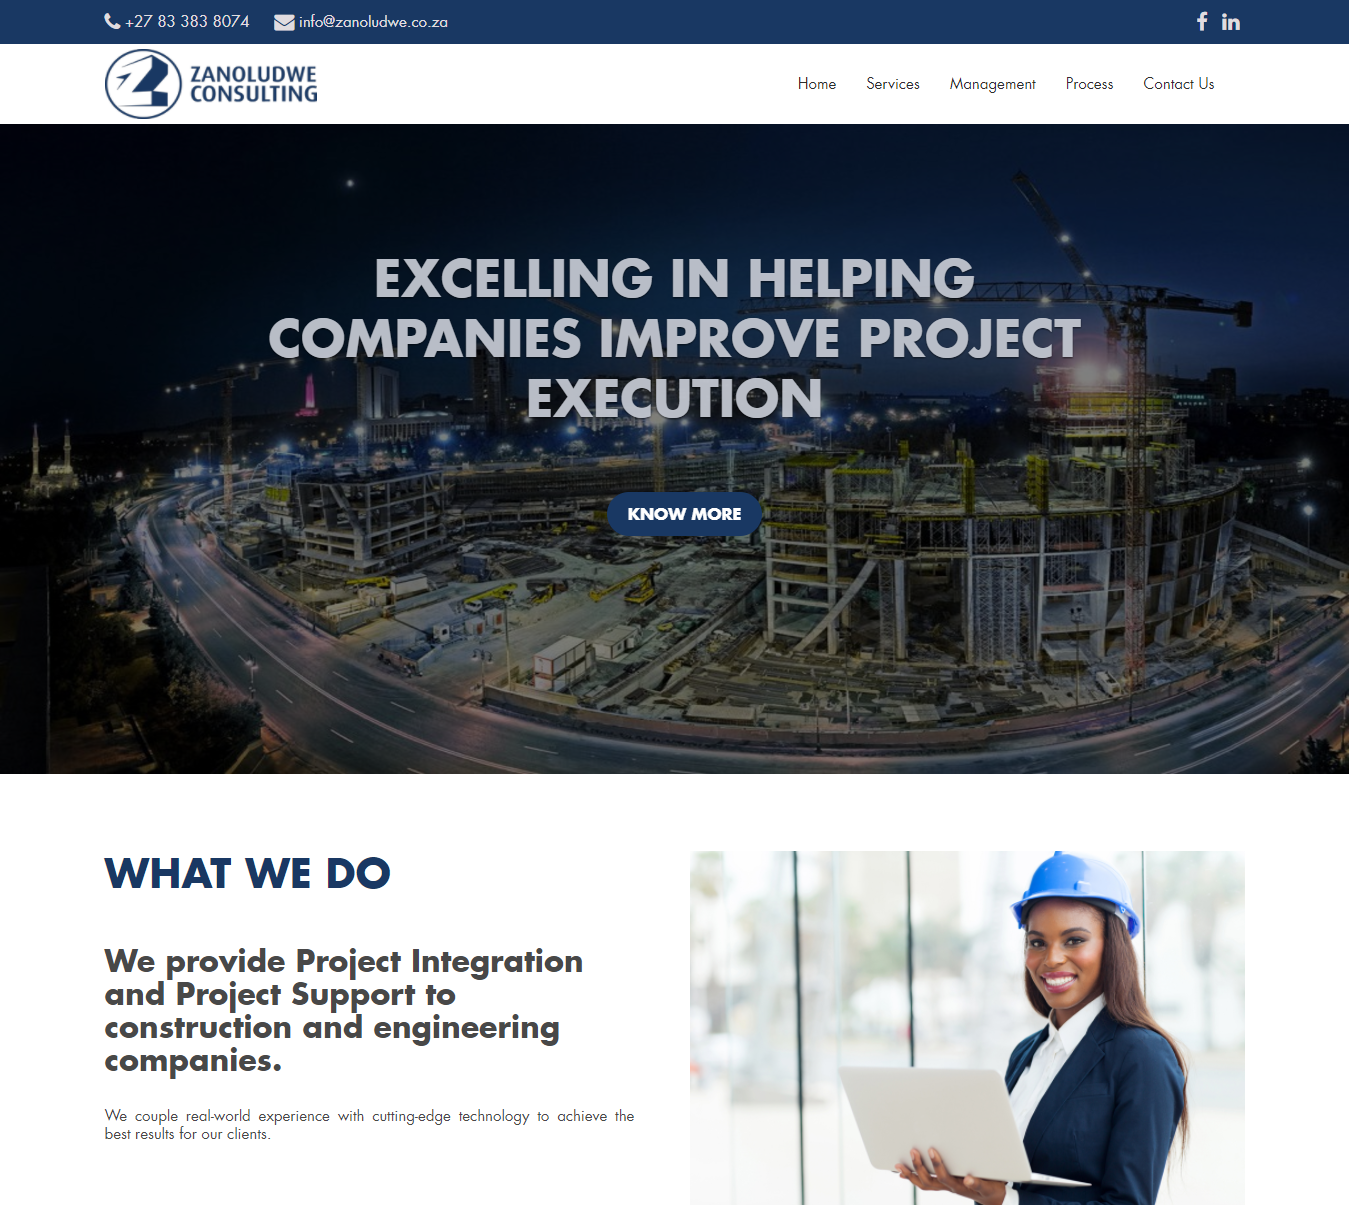 +27 83 383 8074 info@zanoludwe.co.za
ZANOLUDWE
CONSULTING
Home Services Management Process Contact Us
EXCELLING IN HELPING
COMPANIES IMPROVE PROJECT
EXECUTION
KNOW MORE
WHAT WE DO
We provide Project Integration
and Project Support to
construction and engineering
companies.
We couple real-world experience with cutting-edge technology to achieve the
best results for our clients.